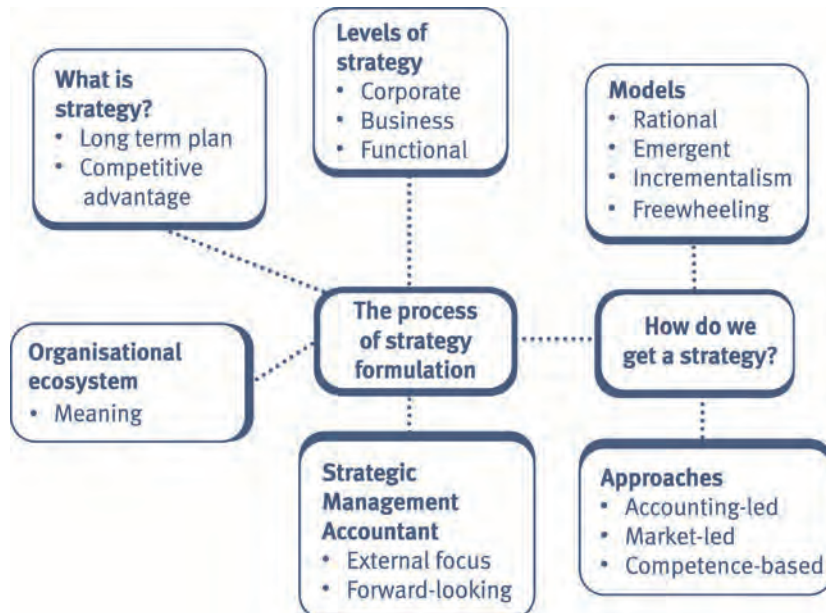 What is
strategy?
• Long term plan
• Competitive
advantage
Levels of
strategy
• Corporate
• Business
• Functional
Models
• Rational
• Emergent
• Incrementalism
• Freewheeling
Organisational
ecosystem
• Meaning
The process
of strategy
formulation
How do we
get a strategy?
Strategic
Management
Accountant
• External focus
• Forward-looking
Approaches
• Accounting-led
• Market-led
• Competence-based